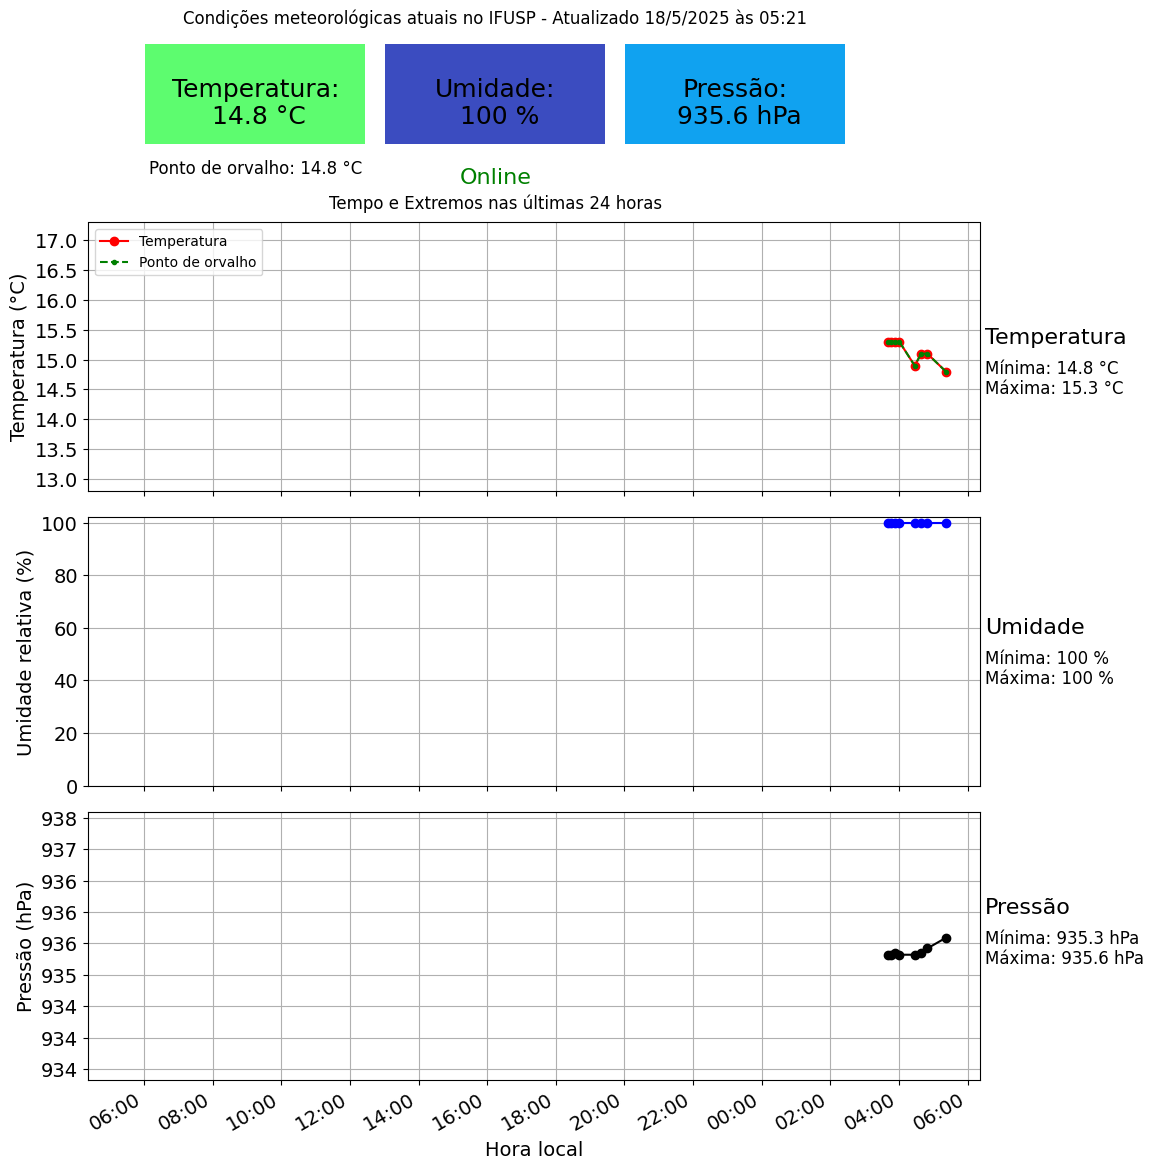 Condições meteorológicas atuais no IFUSP - Atualizado 18/5/2025 às 05:21
Temperatura:
14.8 °C
Umidade:
100 %
Pressão:
935.6 hPa
Ponto de orvalho: 14.8 °C
Online
Tempo e Extremos nas últimas 24 horas
Temperatura
Ponto de orvalho
Temperatura (°C)
17.0
16.5
16.0
15.5
15.0
14.5
14.0
13.5
13.0
Temperatura
Mínima: 14.8 °C
Máxima: 15.3 °C
Umidade relativa (%)
100
80
60
40
20
0
Umidade
Mínima: 100 %
Máxima: 100 %
Pressão (hPa)
938
937
936
936
936
935
934
934
934
Pressão
Mínima: 935.3 hPa
Máxima: 935.6 hPa
06:00
08:00
10:00
12:00
14:00
16:00
18:00
20:00
22:00
00:00
02:00
04:00
06:00
Hora local